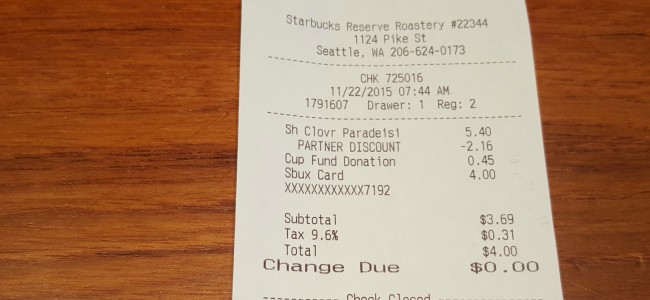 Starbucks Reserve Roastery #22344
1124 Pike St
Seattle, WA 206-624-0173
--------------------------------------
CHK 725016
11/22/2015 07:44 AM
1791607 Drawer: 1 Reg: 2
--------------------------------------
Sh Clovr Paradeisi 5.40
PARTNER DISCOUNT -2.16
Cup Fund Donation 0.45
Sbux Card 4.00
XXXXXXXXXXXX7192
Subtotal $3.69
Tax 9.6% $0.31
Total $4.00
Change Due $0.00
----------- Check Closed -----------